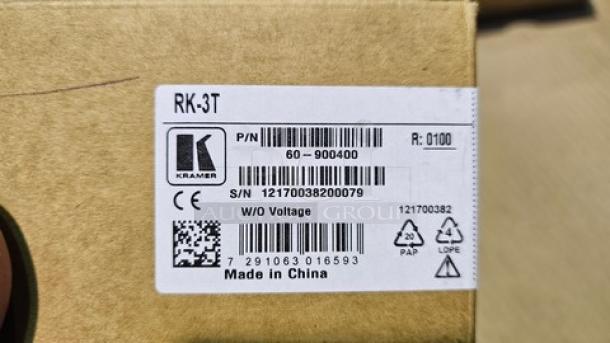 RK-3T
P/N
R: 0100
60-900400
KRAMER
S/N 12170038200079
W/O Voltage
121700382
20
PAP
4
LDPE
7 291063 016593
Made in China